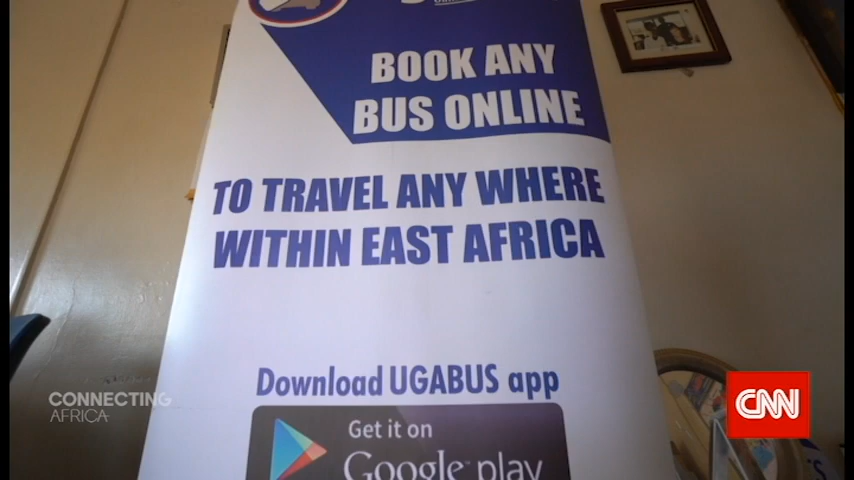 BOOK ANY
BUS ONLINE
TO TRAVEL ANY WHERE
WITHIN EAST AFRICA
Download UGABUS app
Get it on
Google play
CONNECTING
AFRICA
CNN